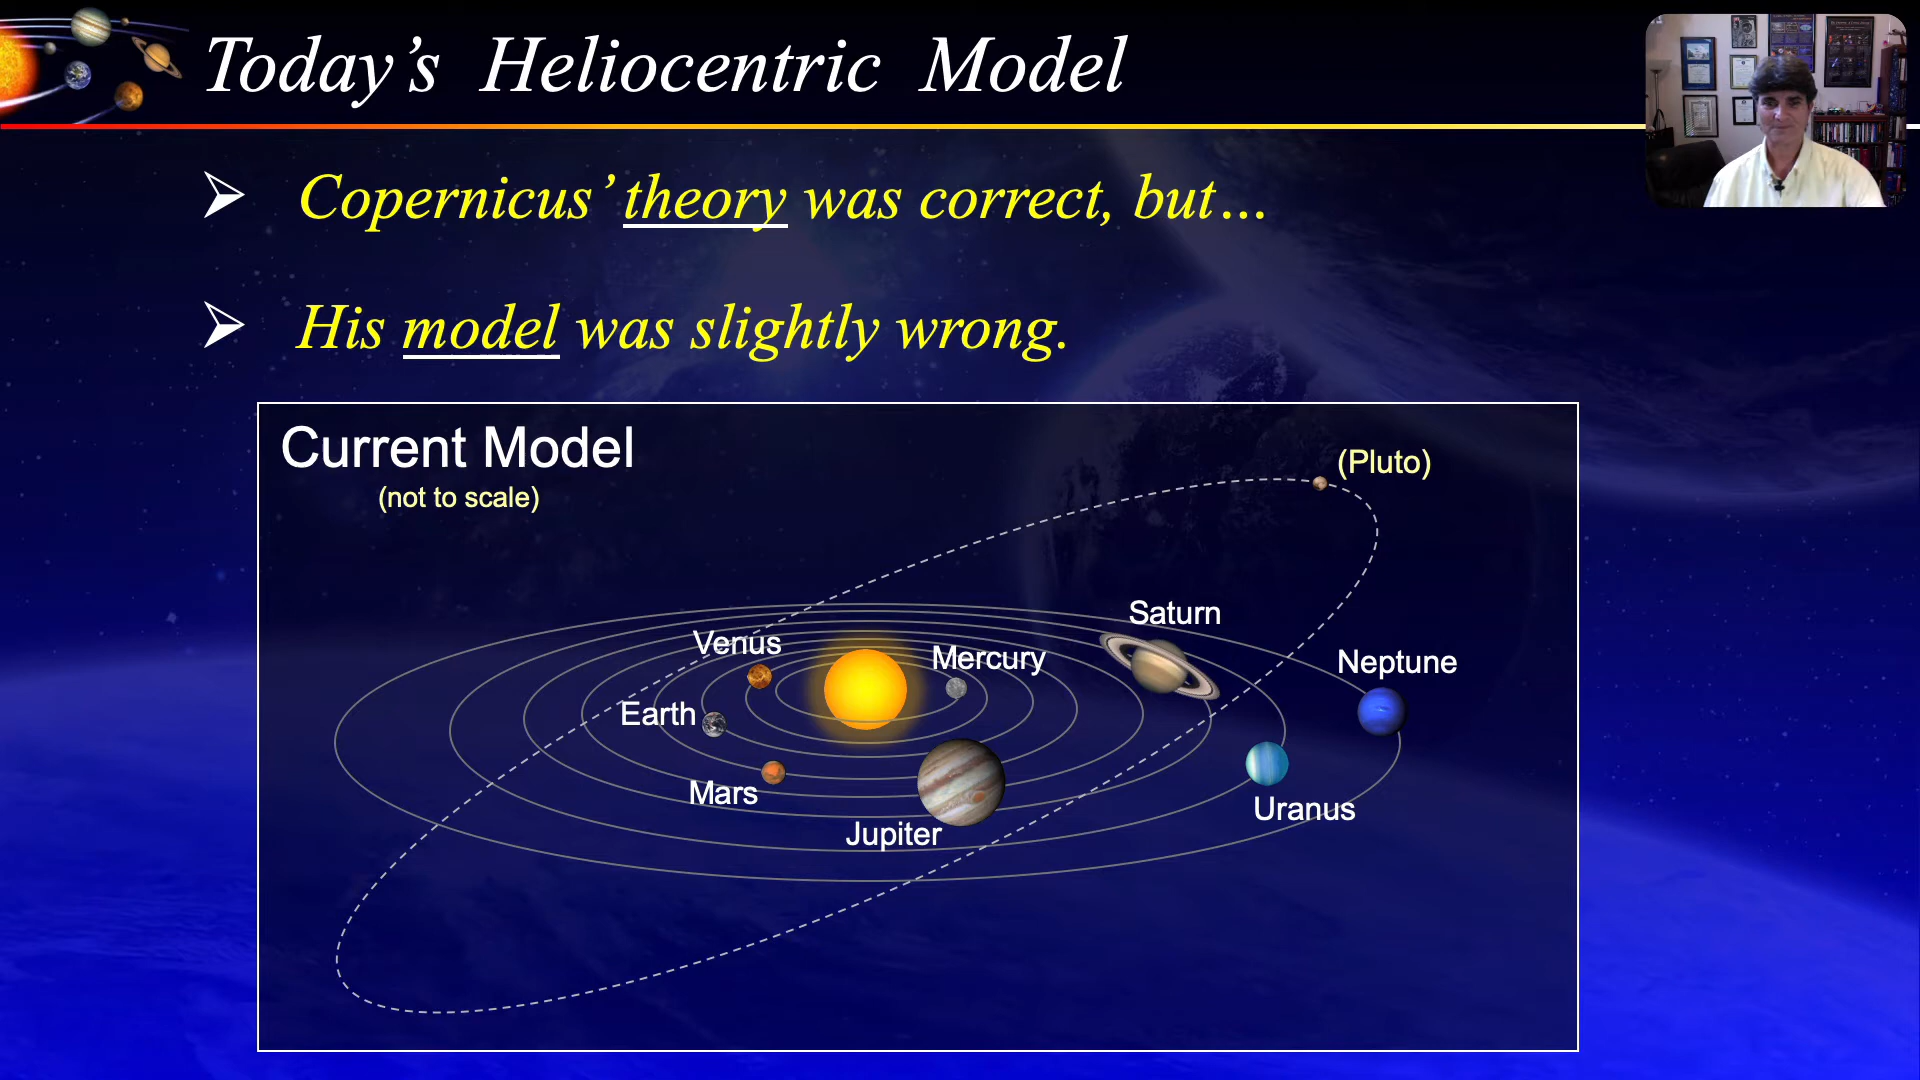 Today's Heliocentric Model
Copernicus' theory was correct, but...
His model was slightly wrong.
Current Model
(not to scale)
(Pluto)
Saturn
Venus
Mercury
Neptune
Earth
Mars
Uranus
Jupiter